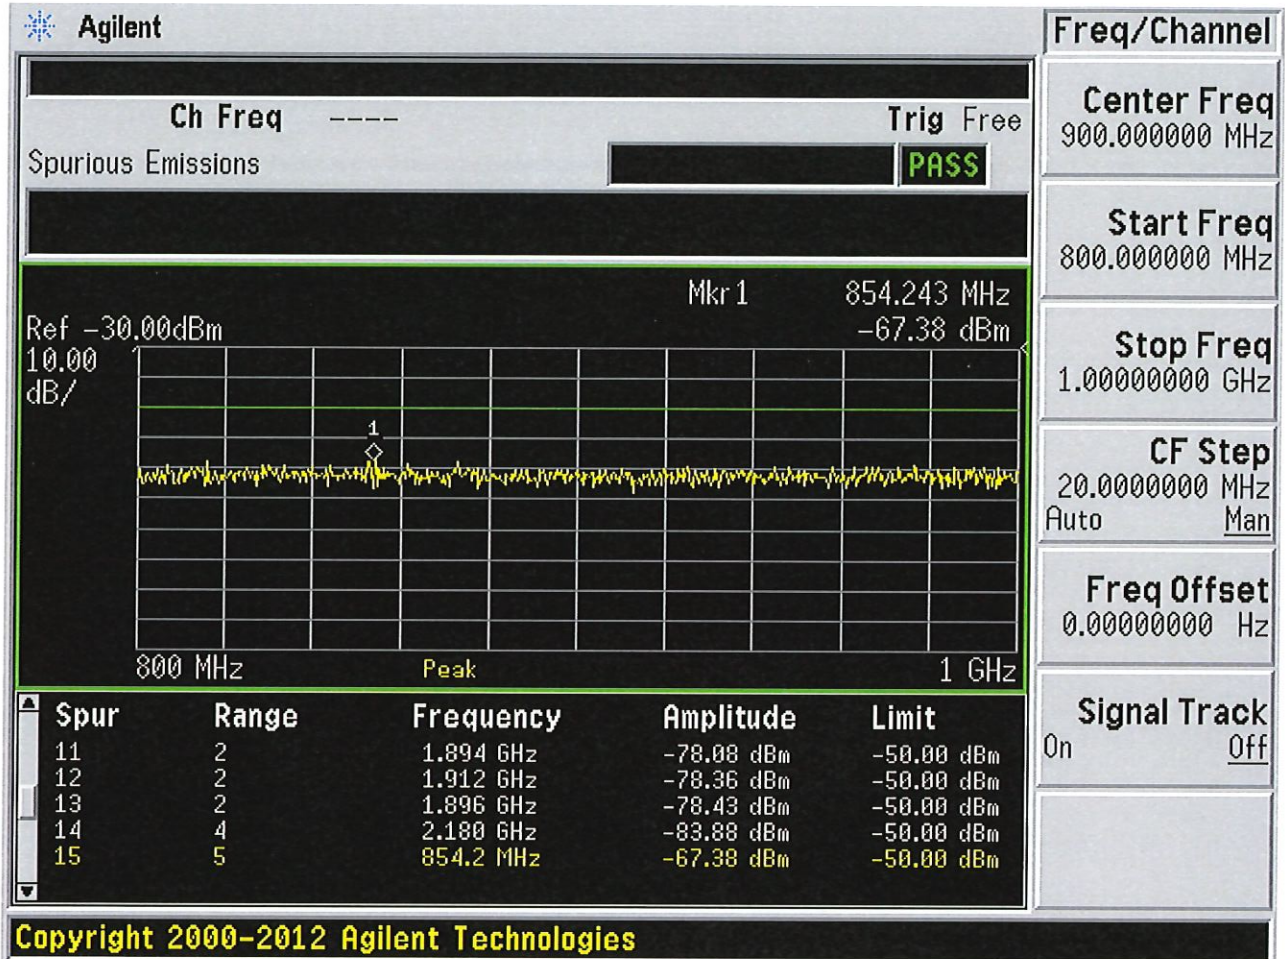 Agilent
Freq/Channel
Ch Freq ----
Trig Free
Spurious Emissions
PASS
Mkr1 854.243 MHz
-67.38 dBm
Ref -30.00dBm
10.00
dB/
1
800 MHz
Peak
1 GHz
Spur Range Frequency Amplitude Limit
11 2 1.894 GHz -78.08 dBm -50.00 dBm
12 2 1.912 GHz -78.36 dBm -50.00 dBm
13 2 1.896 GHz -78.43 dBm -50.00 dBm
14 4 2.180 GHz -83.88 dBm -50.00 dBm
15 5 854.2 MHz -67.38 dBm -50.00 dBm
Center Freq
900.000000 MHz
Start Freq
800.000000 MHz
Stop Freq
1.00000000 GHz
CF Step
20.0000000 MHz
Auto Man
Freq Offset
0.00000000 Hz
Signal Track
On Off
Copyright 2000-2012 Agilent Technologies